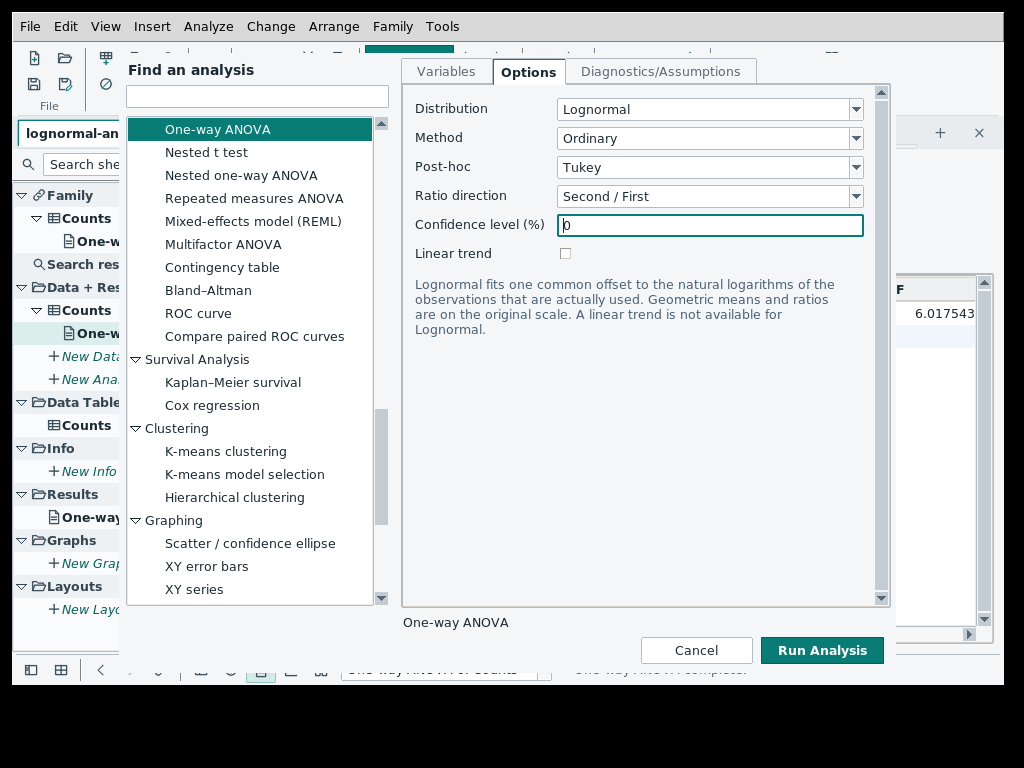 File Edit View Insert Analyze Change Arrange Family Tools
Find an analysis
Variables Options Diagnostics/Assumptions
File
lognormal-an
Search she
Family
Counts
One-w
Search res
Data + Res
Counts
One-w
New Data
New Ana
Data Table
Counts
Info
New Info
Results
One-way
Graphs
New Grap
Layouts
New Layo
One-way ANOVA
Nested t test
Nested one-way ANOVA
Repeated measures ANOVA
Mixed-effects model (REML)
Multifactor ANOVA
Contingency table
Bland–Altman
ROC curve
Compare paired ROC curves
Survival Analysis
Kaplan–Meier survival
Cox regression
Clustering
K-means clustering
K-means model selection
Hierarchical clustering
Graphing
Scatter / confidence ellipse
XY error bars
XY series
Distribution Lognormal
Method Ordinary
Post-hoc Tukey
Ratio direction Second / First
Confidence level (%) 0
Linear trend
Lognormal fits one common offset to the natural logarithms of the
observations that are actually used. Geometric means and ratios
are on the original scale. A linear trend is not available for
Lognormal.
F
6.017543
One-way ANOVA
Cancel Run Analysis